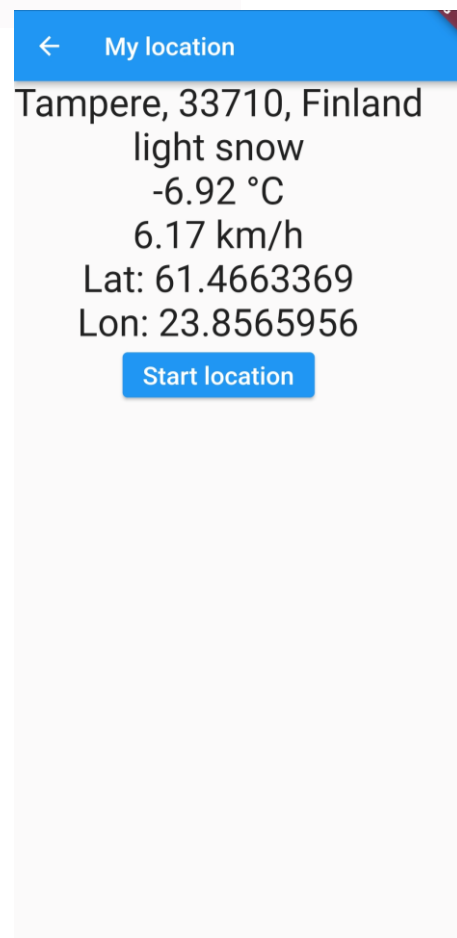 My location
Tampere, 33710, Finland
light snow
-6.92 °C
6.17 km/h
Lat: 61.4663369
Lon: 23.8565956
Start location